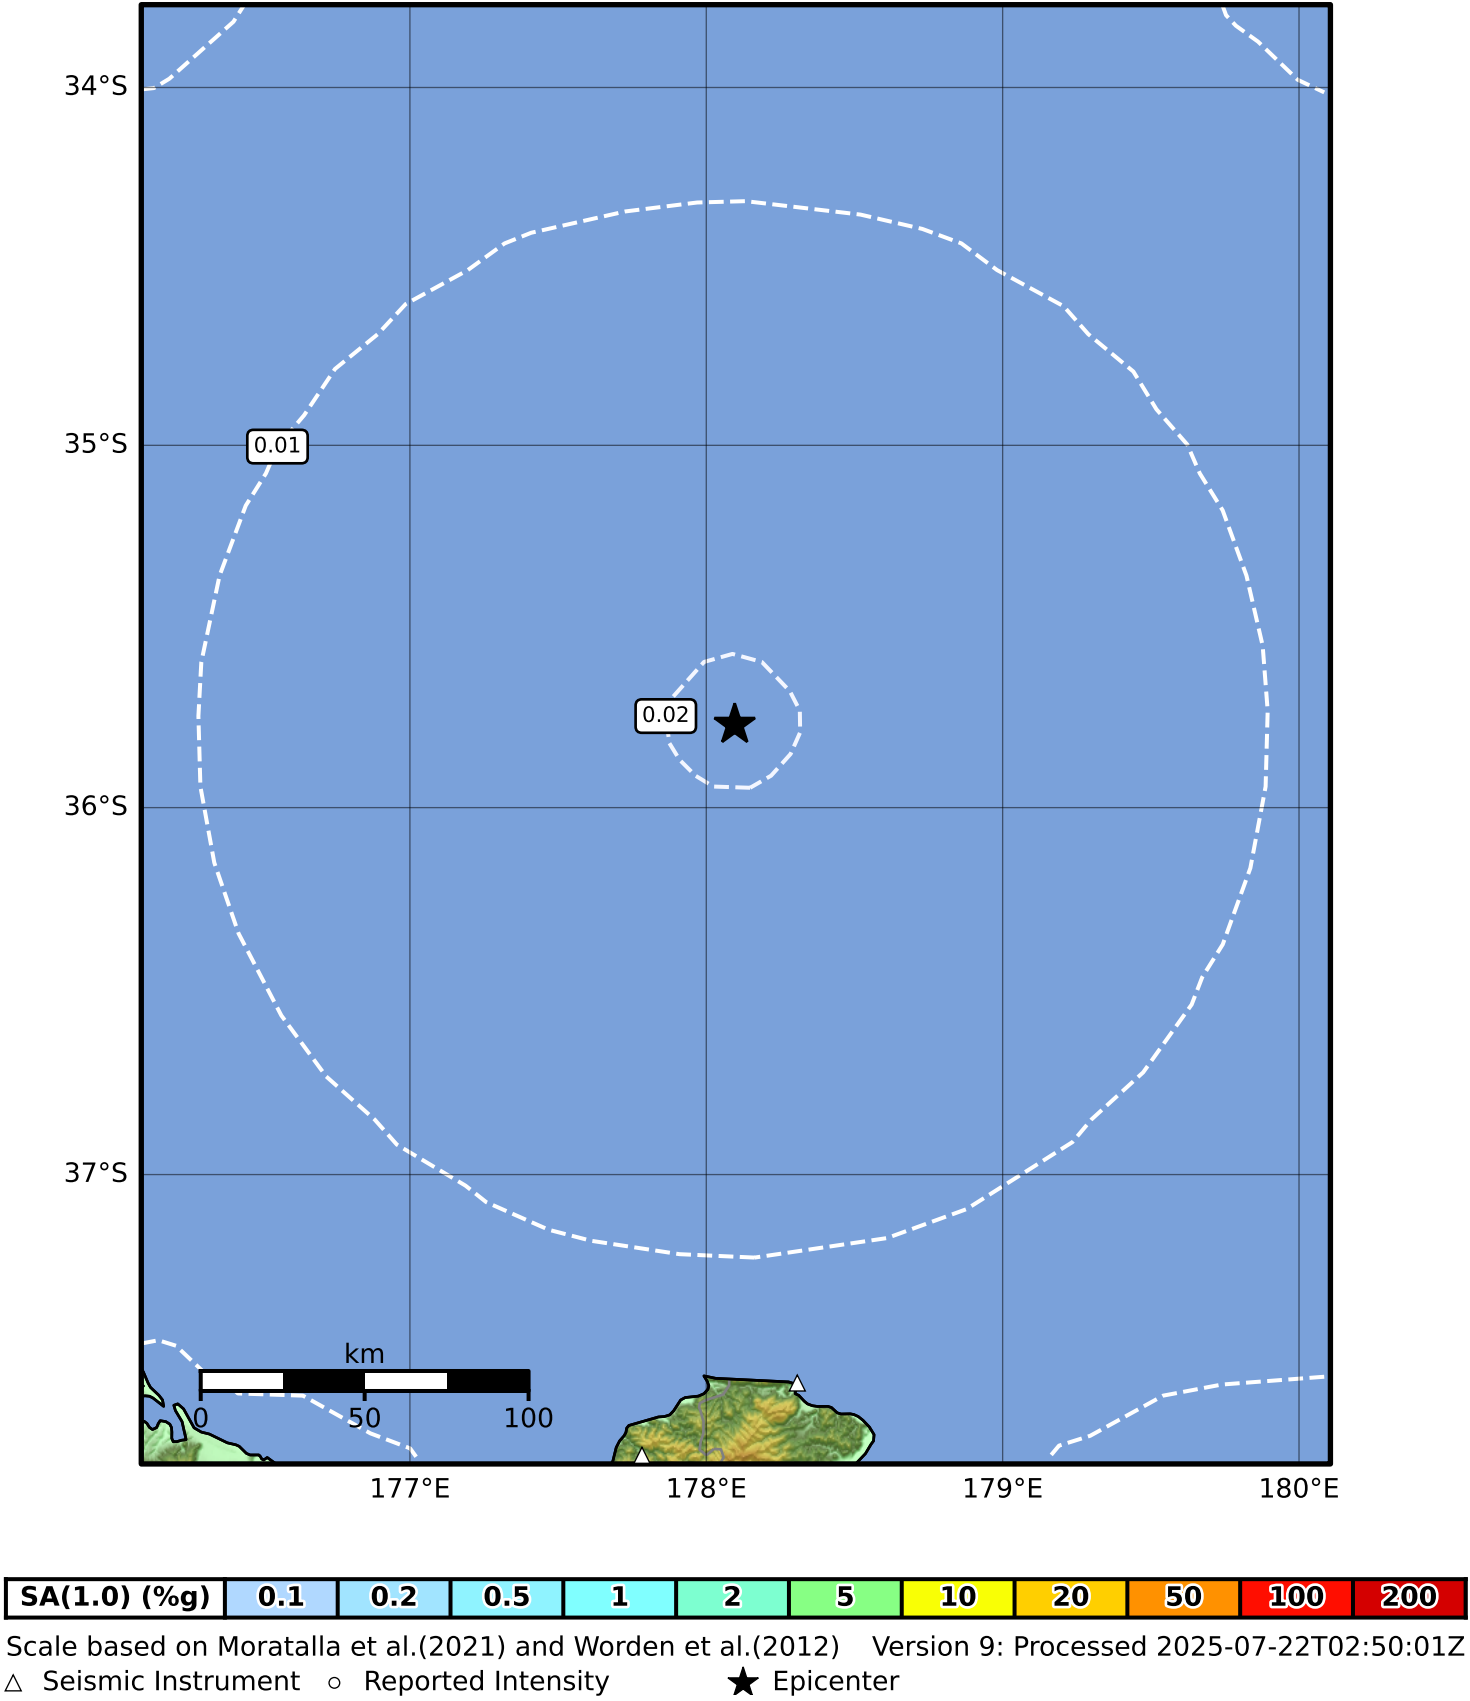 34°S
35°S
0.01
0.02
36°S
37°S
km
0 50 100
177°E 178°E 179°E 180°E
SA(1.0) (%g) 0.1 0.2 0.5 1 2 5 10 20 50 100 200
Scale based on Moratalla et al.(2021) and Worden et al.(2012) Version 9: Processed 2025-07-22T02:50:01Z
Seismic Instrument Reported Intensity Epicenter